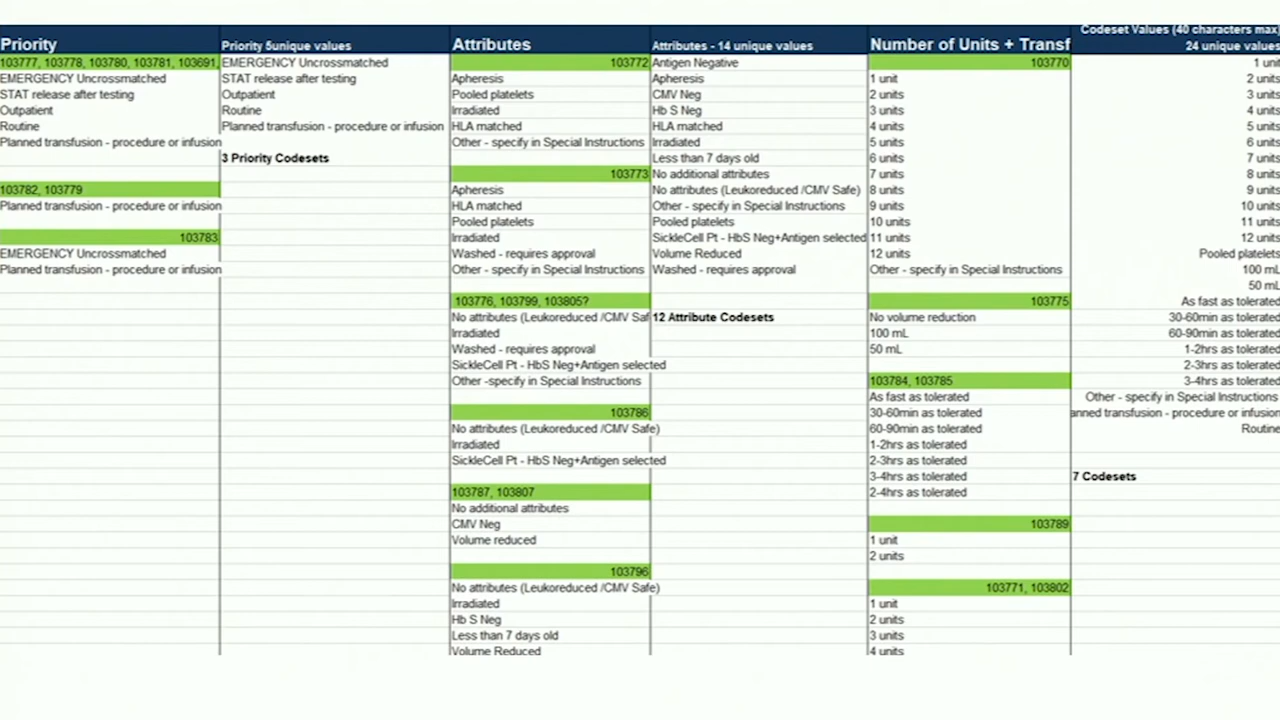 Priority
103777, 103778, 103780, 103781, 103691,
EMERGENCY Uncrossmatched
STAT release after testing
Outpatient
Routine
Planned transfusion - procedure or infusion
103782, 103779
Planned transfusion - procedure or infusion
103783
EMERGENCY Uncrossmatched
Planned transfusion - procedure or infusion
Priority 5unique values
EMERGENCY Uncrossmatched
STAT release after testing
Outpatient
Routine
Planned transfusion - procedure or infusion
3 Priority Codesets
Attributes
103772
Apheresis
Pooled platelets
Irradiated
HLA matched
Other - specify in Special Instructions
103773
Apheresis
HLA matched
Pooled platelets
Irradiated
Washed - requires approval
Other - specify in Special Instructions
103776, 103799, 103805?
No attributes (Leukoreduced /CMV Saf
Irradiated
Washed - requires approval
SickleCell Pt - HbS Neg+Antigen selected
Other -specify in Special Instructions
103786
No attributes (Leukoreduced /CMV Safe)
Irradiated
SickleCell Pt - HbS Neg+Antigen selected
103787, 103807
No additional attributes
CMV Neg
Volume reduced
103796
No attributes (Leukoreduced /CMV Safe)
Irradiated
Hb S Neg
Less than 7 days old
Volume Reduced
Attributes - 14 unique values
Antigen Negative
Apheresis
CMV Neg
Hb S Neg
HLA matched
Irradiated
Less than 7 days old
No additional attributes
No attributes (Leukoreduced /CMV Safe)
Other - specify in Special Instructions
Pooled platelets
SickleCell Pt - HbS Neg+Antigen selected
Volume Reduced
Washed - requires approval
12 Attribute Codesets
Number of Units + Transf
103770
1 unit
2 units
3 units
4 units
5 units
6 units
7 units
8 units
9 units
10 units
11 units
12 units
Other - specify in Special Instructions
103775
No volume reduction
100 mL
50 mL
103784, 103785
As fast as tolerated
30-60min as tolerated
60-90min as tolerated
1-2hrs as tolerated
2-3hrs as tolerated
3-4hrs as tolerated
2-4hrs as tolerated
103789
1 unit
2 units
103771, 103802
1 unit
2 units
3 units
4 units
Codeset Values (40 characters max)
24 unique values
1 unit
2 units
3 units
4 units
5 units
6 units
7 units
8 units
9 units
10 units
11 units
12 units
Pooled platelets
100 mL
50 mL
As fast as tolerated
30-60min as tolerated
60-90min as tolerated
1-2hrs as tolerated
2-3hrs as tolerated
3-4hrs as tolerated
Other - specify in Special Instructions
anned transfusion - procedure or infusion
Routine
7 Codesets